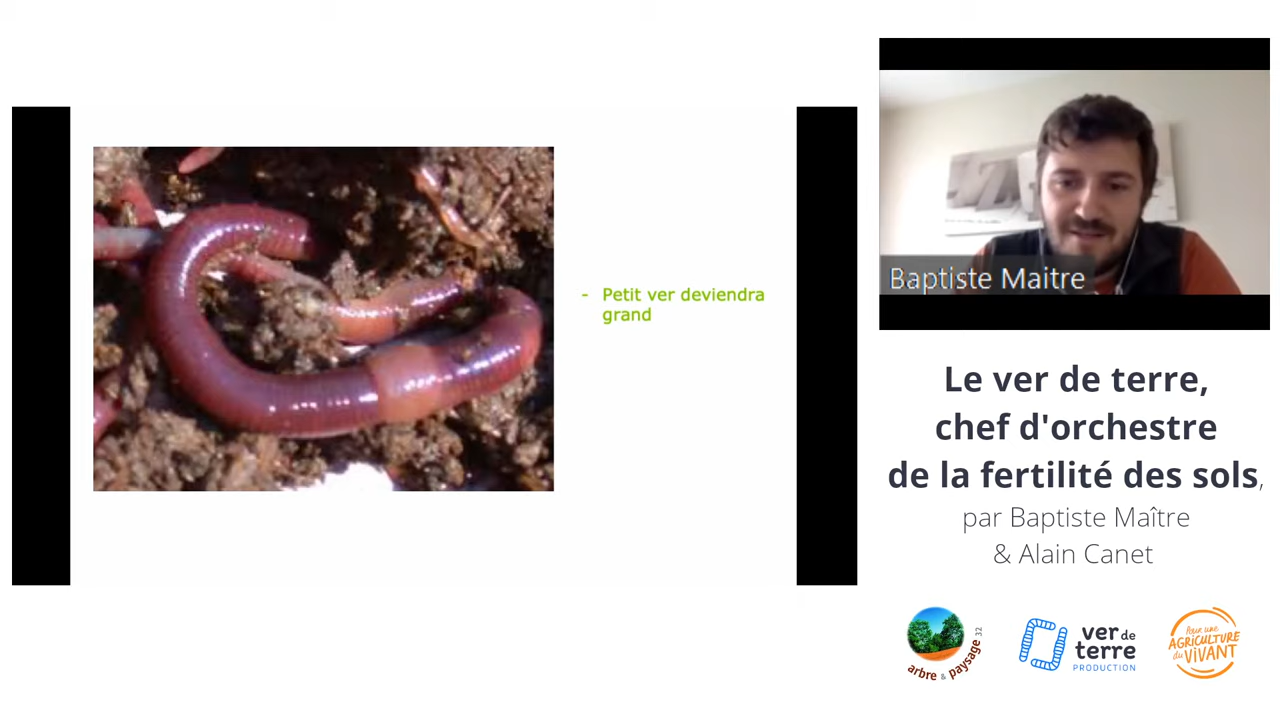 - Petit ver deviendra
grand
Baptiste Maitre
Le ver de terre,
chef d'orchestre
de la fertilité des sols,
par Baptiste Maître
& Alain Canet
arbre & paysage 32
ver de
terre
PRODUCTION
Pour une
AGRICULTURE
du ViVANT